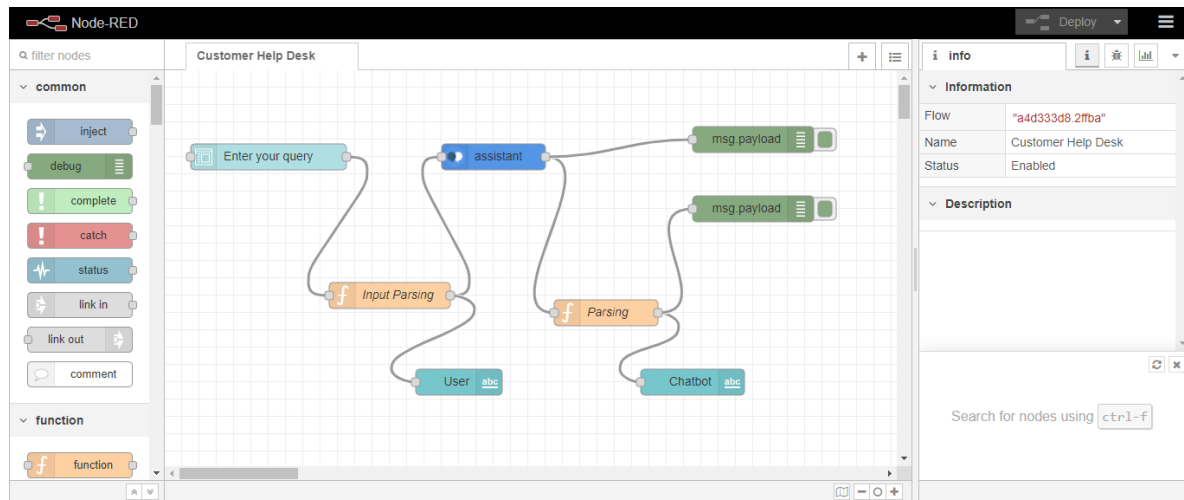 Node-RED
Deploy
filter nodes
Customer Help Desk
i info
i
common
inject
debug
complete
catch
status
link in
link out
comment
function
function
Enter your query
assistant
msg.payload
msg.payload
Input Parsing
Parsing
User abc
Chatbot abc
Information
Flow "a4d333d8.2ffba"
Name Customer Help Desk
Status Enabled
Description
Search for nodes using ctrl-f